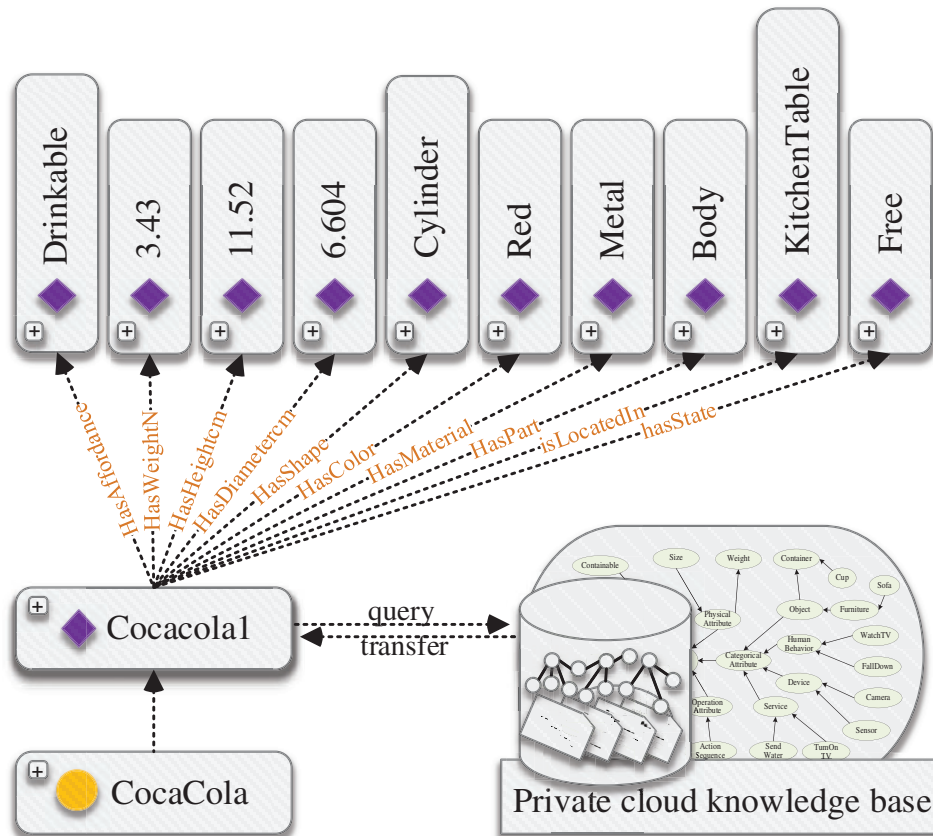 Drinkable
3.43
11.52
6.604
Cylinder
Red
Metal
Body
KitchenTable
Free
HasAffordance
HasWeightN
HasHeightcm
HasDiametercm
HasShape
HasColor
HasMaterial
HasPart
isLocatedIn
hasState
Cocacola1
query
transfer
CocaCola
Containable
Size
Weight
Container
Cup
Sofa
Physical
Attribute
Object
Furniture
Categorical
Attribute
Human
Behavior
WatchTV
FallDown
Device
Camera
Operation
Attribute
Service
Sensor
Action
Sequence
Send
Water
TurnOn
TV
Private cloud knowledge base